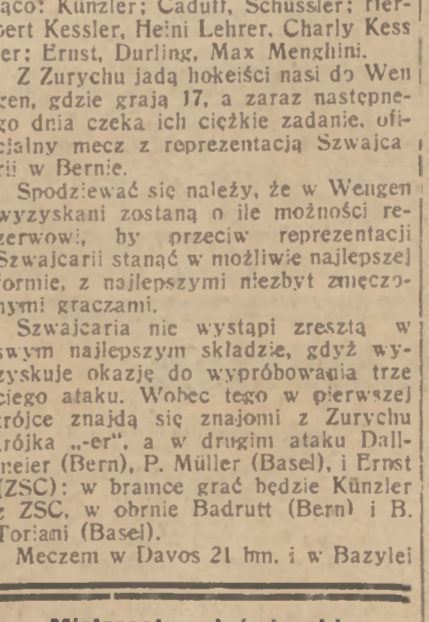 jąco: Künzler; Caduff, Schüssler; Her-
bert Kessler, Heini Lehrer, Charly Kess
er; Ernst, Durling, Max Menghini.
Z Zurychu jadą hokeiści nasi do Wen
gen, gdzie grają 17, a zaraz następne-
go dnia czeka ich ciężkie zadanie, ofi-
cjalny mecz z reprezentacją Szwajca
rii w Bernie.
Spodziewać się należy, że w Wengen
wyzyskani zostaną o ile możności re-
zerwowi, by przeciw reprezentacji
Szwajcarii stanąć w możliwie najlepszej
formie, z najlepszymi niezbyt zmęczo-
nymi graczami.
Szwajcaria nie wystąpi zresztą w
swym najlepszym składzie, gdyż wy-
zyskuje okazję do wypróbowania trze
ciego ataku. Wobec tego w pierwszej
trójce znajdą się znajomi z Zurychu
trójka „-er", a w drugim ataku Dall-
meier (Bern), P. Müller (Basel), i Ernst
(ZSC); w bramce grać będzie Künzler
z ZSC, w obrnie Badrutt (Bern) i B.
Toriami (Basel).
Meczem w Davos 21 bm. i w Bazylei